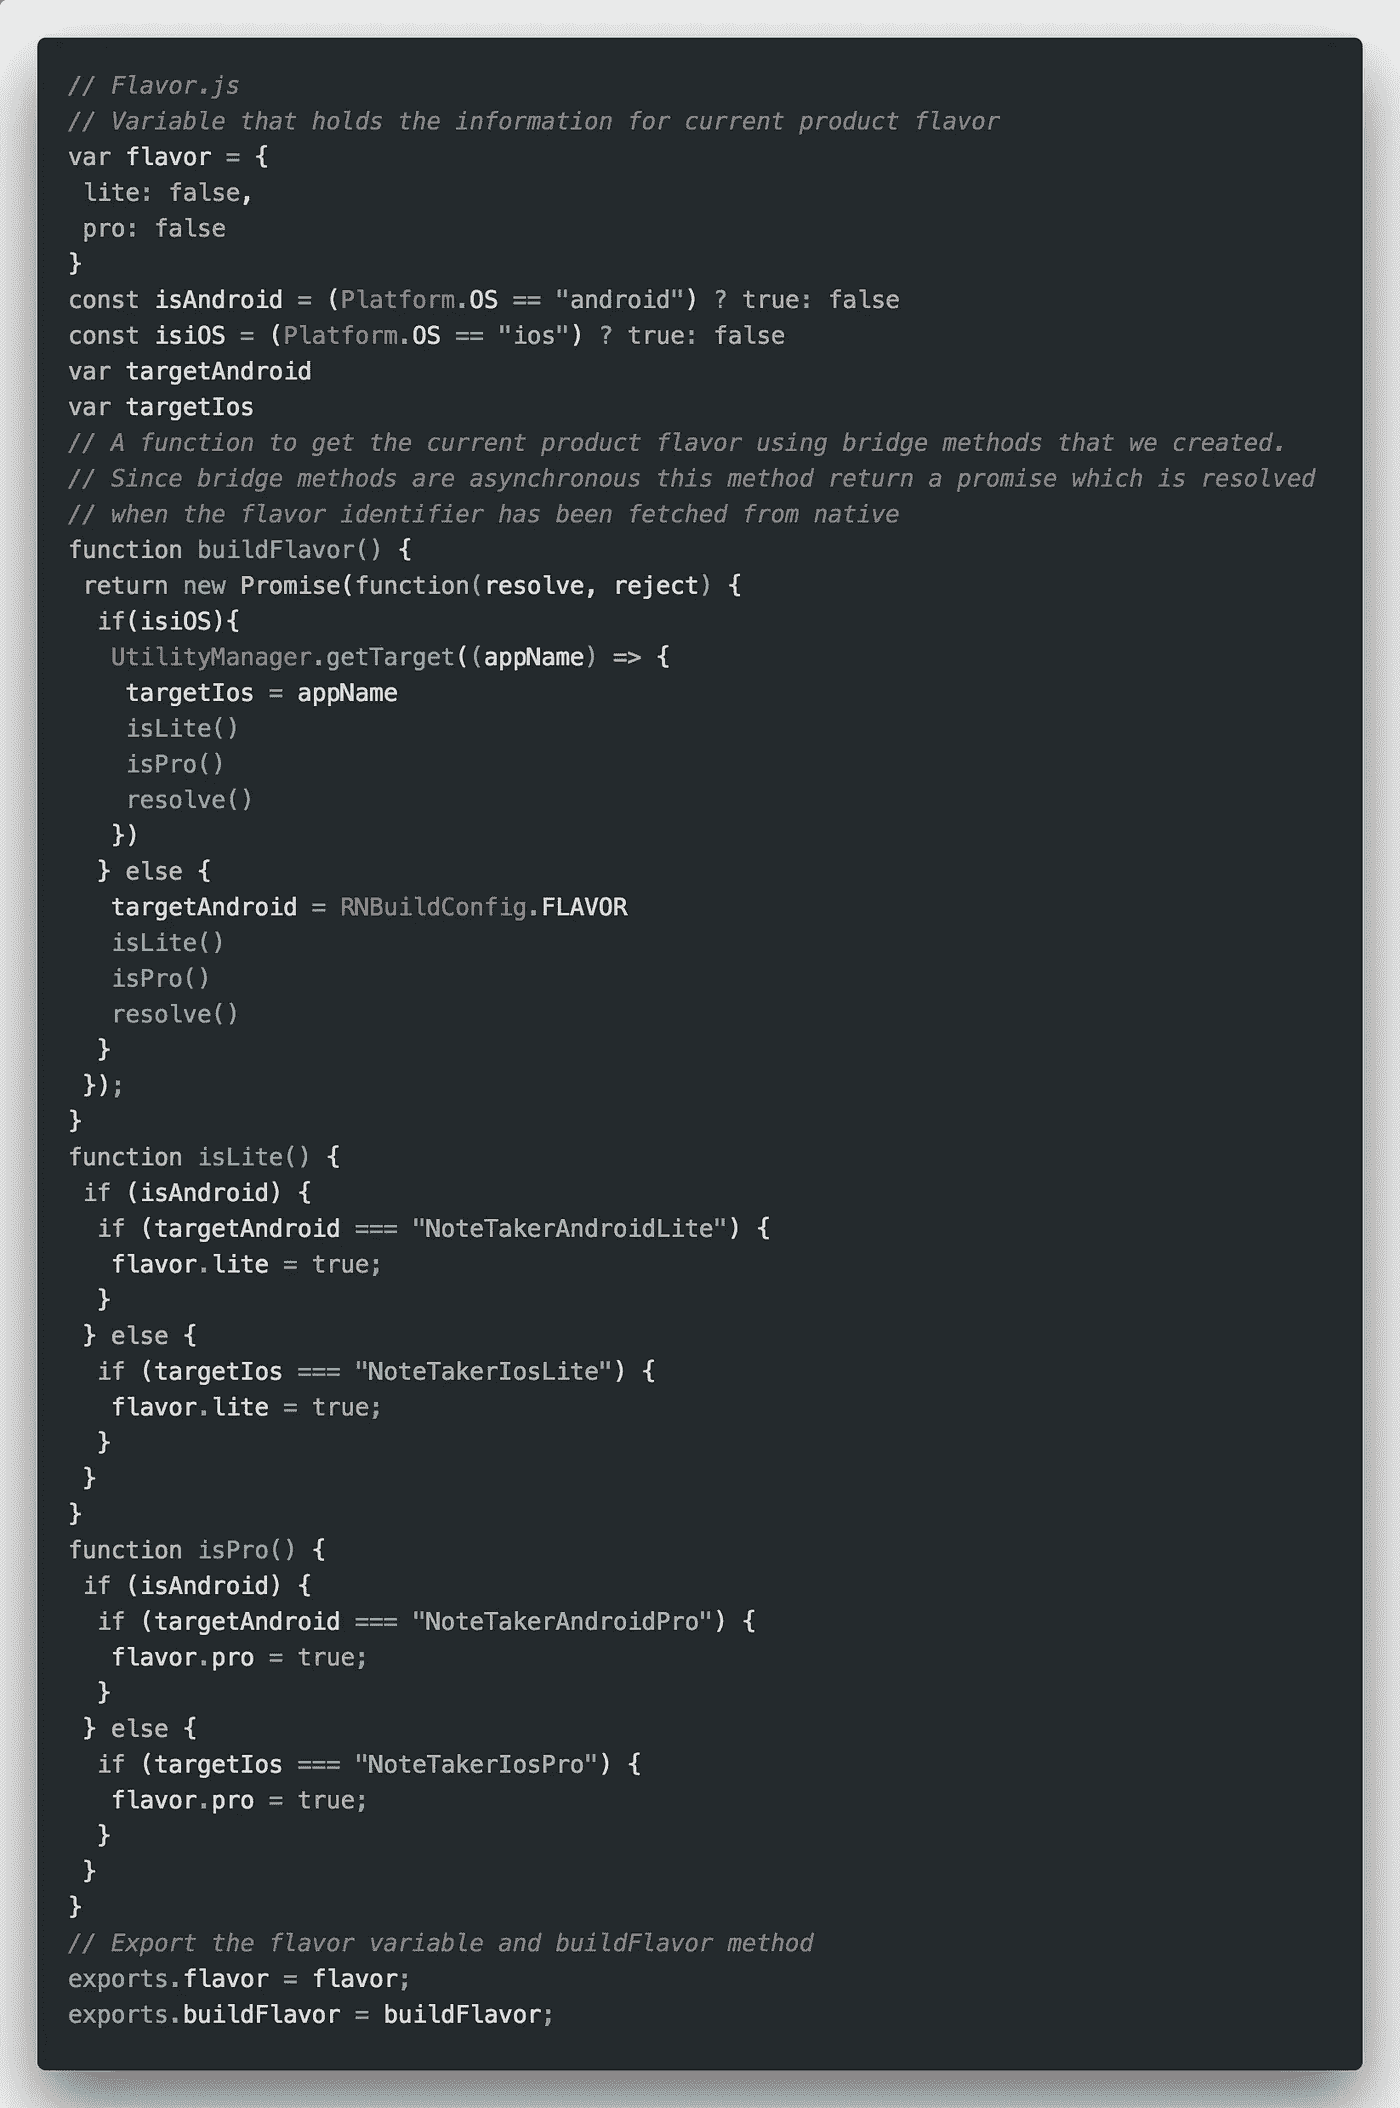 // Flavor.js
// Variable that holds the information for current product flavor
var flavor = {
 lite: false,
 pro: false
}
const isAndroid = (Platform.OS == "android") ? true: false
const isiOS = (Platform.OS == "ios") ? true: false
var targetAndroid
var targetIos
// A function to get the current product flavor using bridge methods that we created.
// Since bridge methods are asynchronous this method return a promise which is resolved
// when the flavor identifier has been fetched from native
function buildFlavor() {
 return new Promise(function(resolve, reject) {
  if(isiOS){
   UtilityManager.getTarget((appName) => {
    targetIos = appName
    isLite()
    isPro()
    resolve()
   })
  } else {
   targetAndroid = RNBuildConfig.FLAVOR
   isLite()
   isPro()
   resolve()
  }
 });
}
function isLite() {
 if (isAndroid) {
  if (targetAndroid === "NoteTakerAndroidLite") {
   flavor.lite = true;
  }
 } else {
  if (targetIos === "NoteTakerIosLite") {
   flavor.lite = true;
  }
 }
}
function isPro() {
 if (isAndroid) {
  if (targetAndroid === "NoteTakerAndroidPro") {
   flavor.pro = true;
  }
 } else {
  if (targetIos === "NoteTakerIosPro") {
   flavor.pro = true;
  }
 }
}
// Export the flavor variable and buildFlavor method
exports.flavor = flavor;
exports.buildFlavor = buildFlavor;